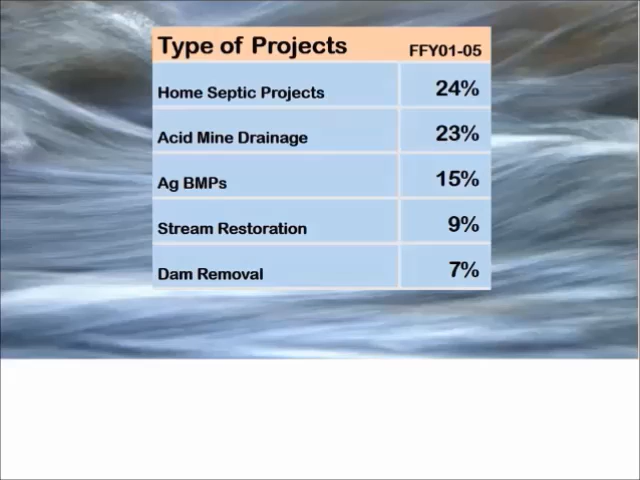 Type of Projects FFY01-05
Home Septic Projects 24%
Acid Mine Drainage 23%
Ag BMPs 15%
Stream Restoration 9%
Dam Removal 7%